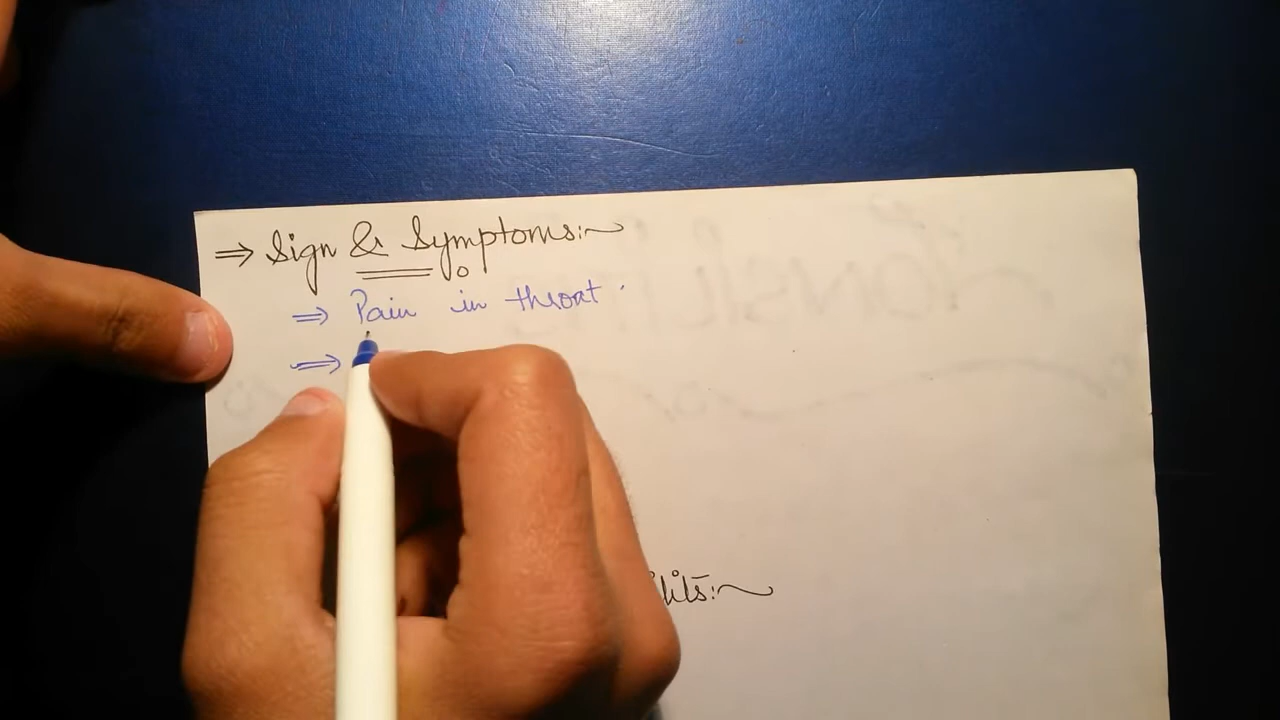 ⇒ Sign & Symptoms:~
⇒ Pain in throat.
⇒